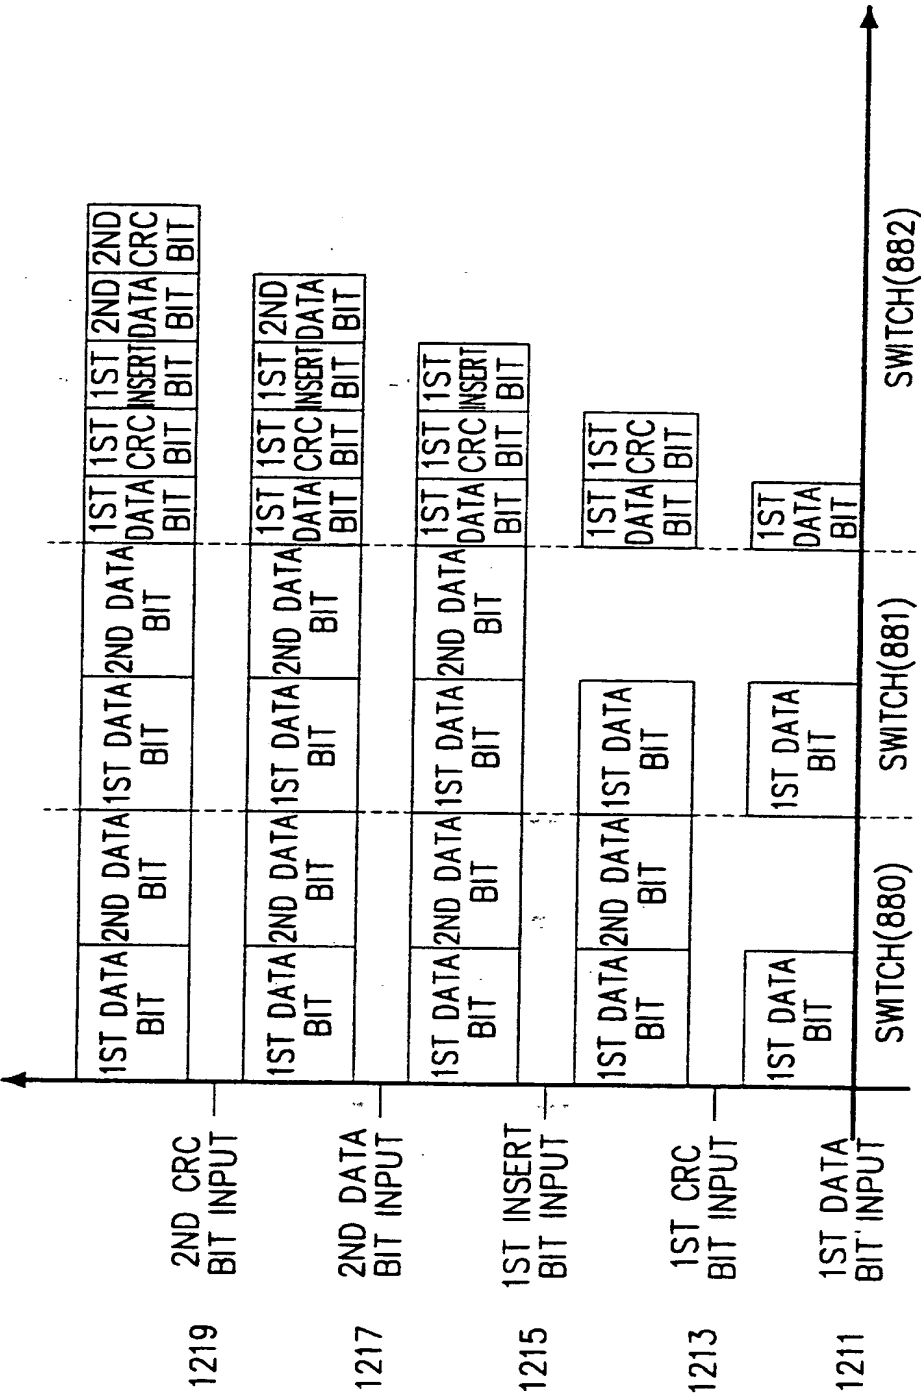 1219
2ND CRC
BIT INPUT
1ST DATA
BIT
2ND DATA
BIT
1ST DATA
BIT
2ND DATA
BIT
1ST
DATA
BIT
1ST
CRC
BIT
1ST
INSERT
BIT
2ND
DATA
BIT
2ND
CRC
BIT
1217
2ND DATA
BIT INPUT
1ST DATA
BIT
2ND DATA
BIT
1ST DATA
BIT
2ND DATA
BIT
1ST
DATA
BIT
1ST
CRC
BIT
1ST
INSERT
BIT
2ND
DATA
BIT
1215
1ST INSERT
BIT INPUT
1ST DATA
BIT
2ND DATA
BIT
1ST DATA
BIT
2ND DATA
BIT
1ST
DATA
BIT
1ST
CRC
BIT
1ST
INSERT
BIT
1213
1ST CRC
BIT INPUT
1ST DATA
BIT
2ND DATA
BIT
1ST DATA
BIT
1ST
DATA
BIT
1ST
CRC
BIT
1211
1ST DATA
BIT INPUT
1ST DATA
BIT
1ST DATA
BIT
1ST
DATA
BIT
SWITCH(880)
SWITCH(881)
SWITCH(882)